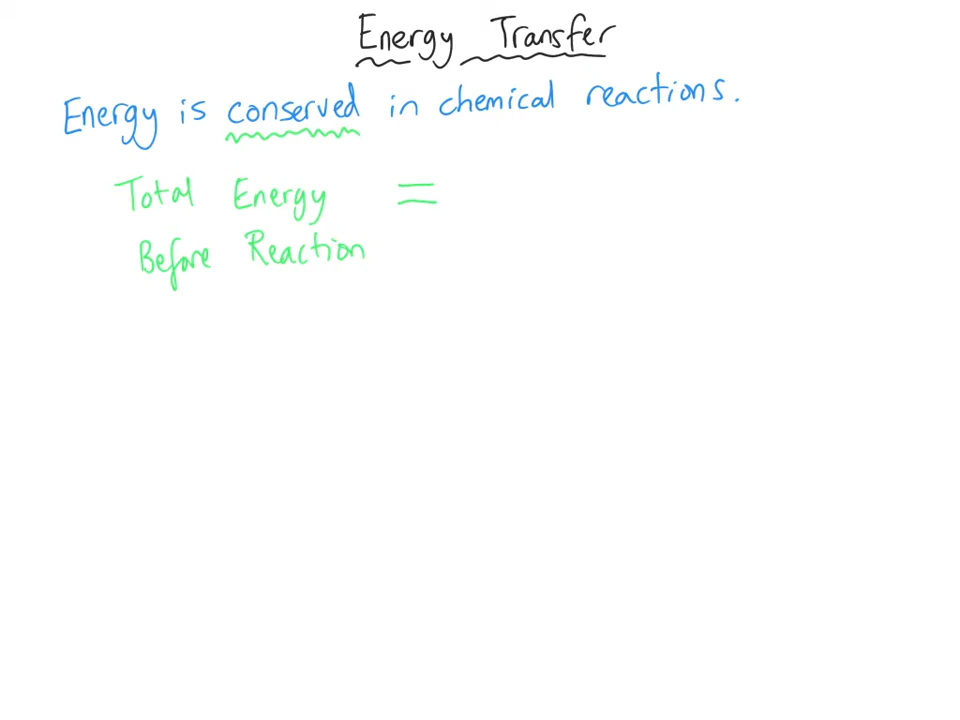 Energy Transfer
Energy is conserved in chemical reactions.
Total Energy =
Before Reaction